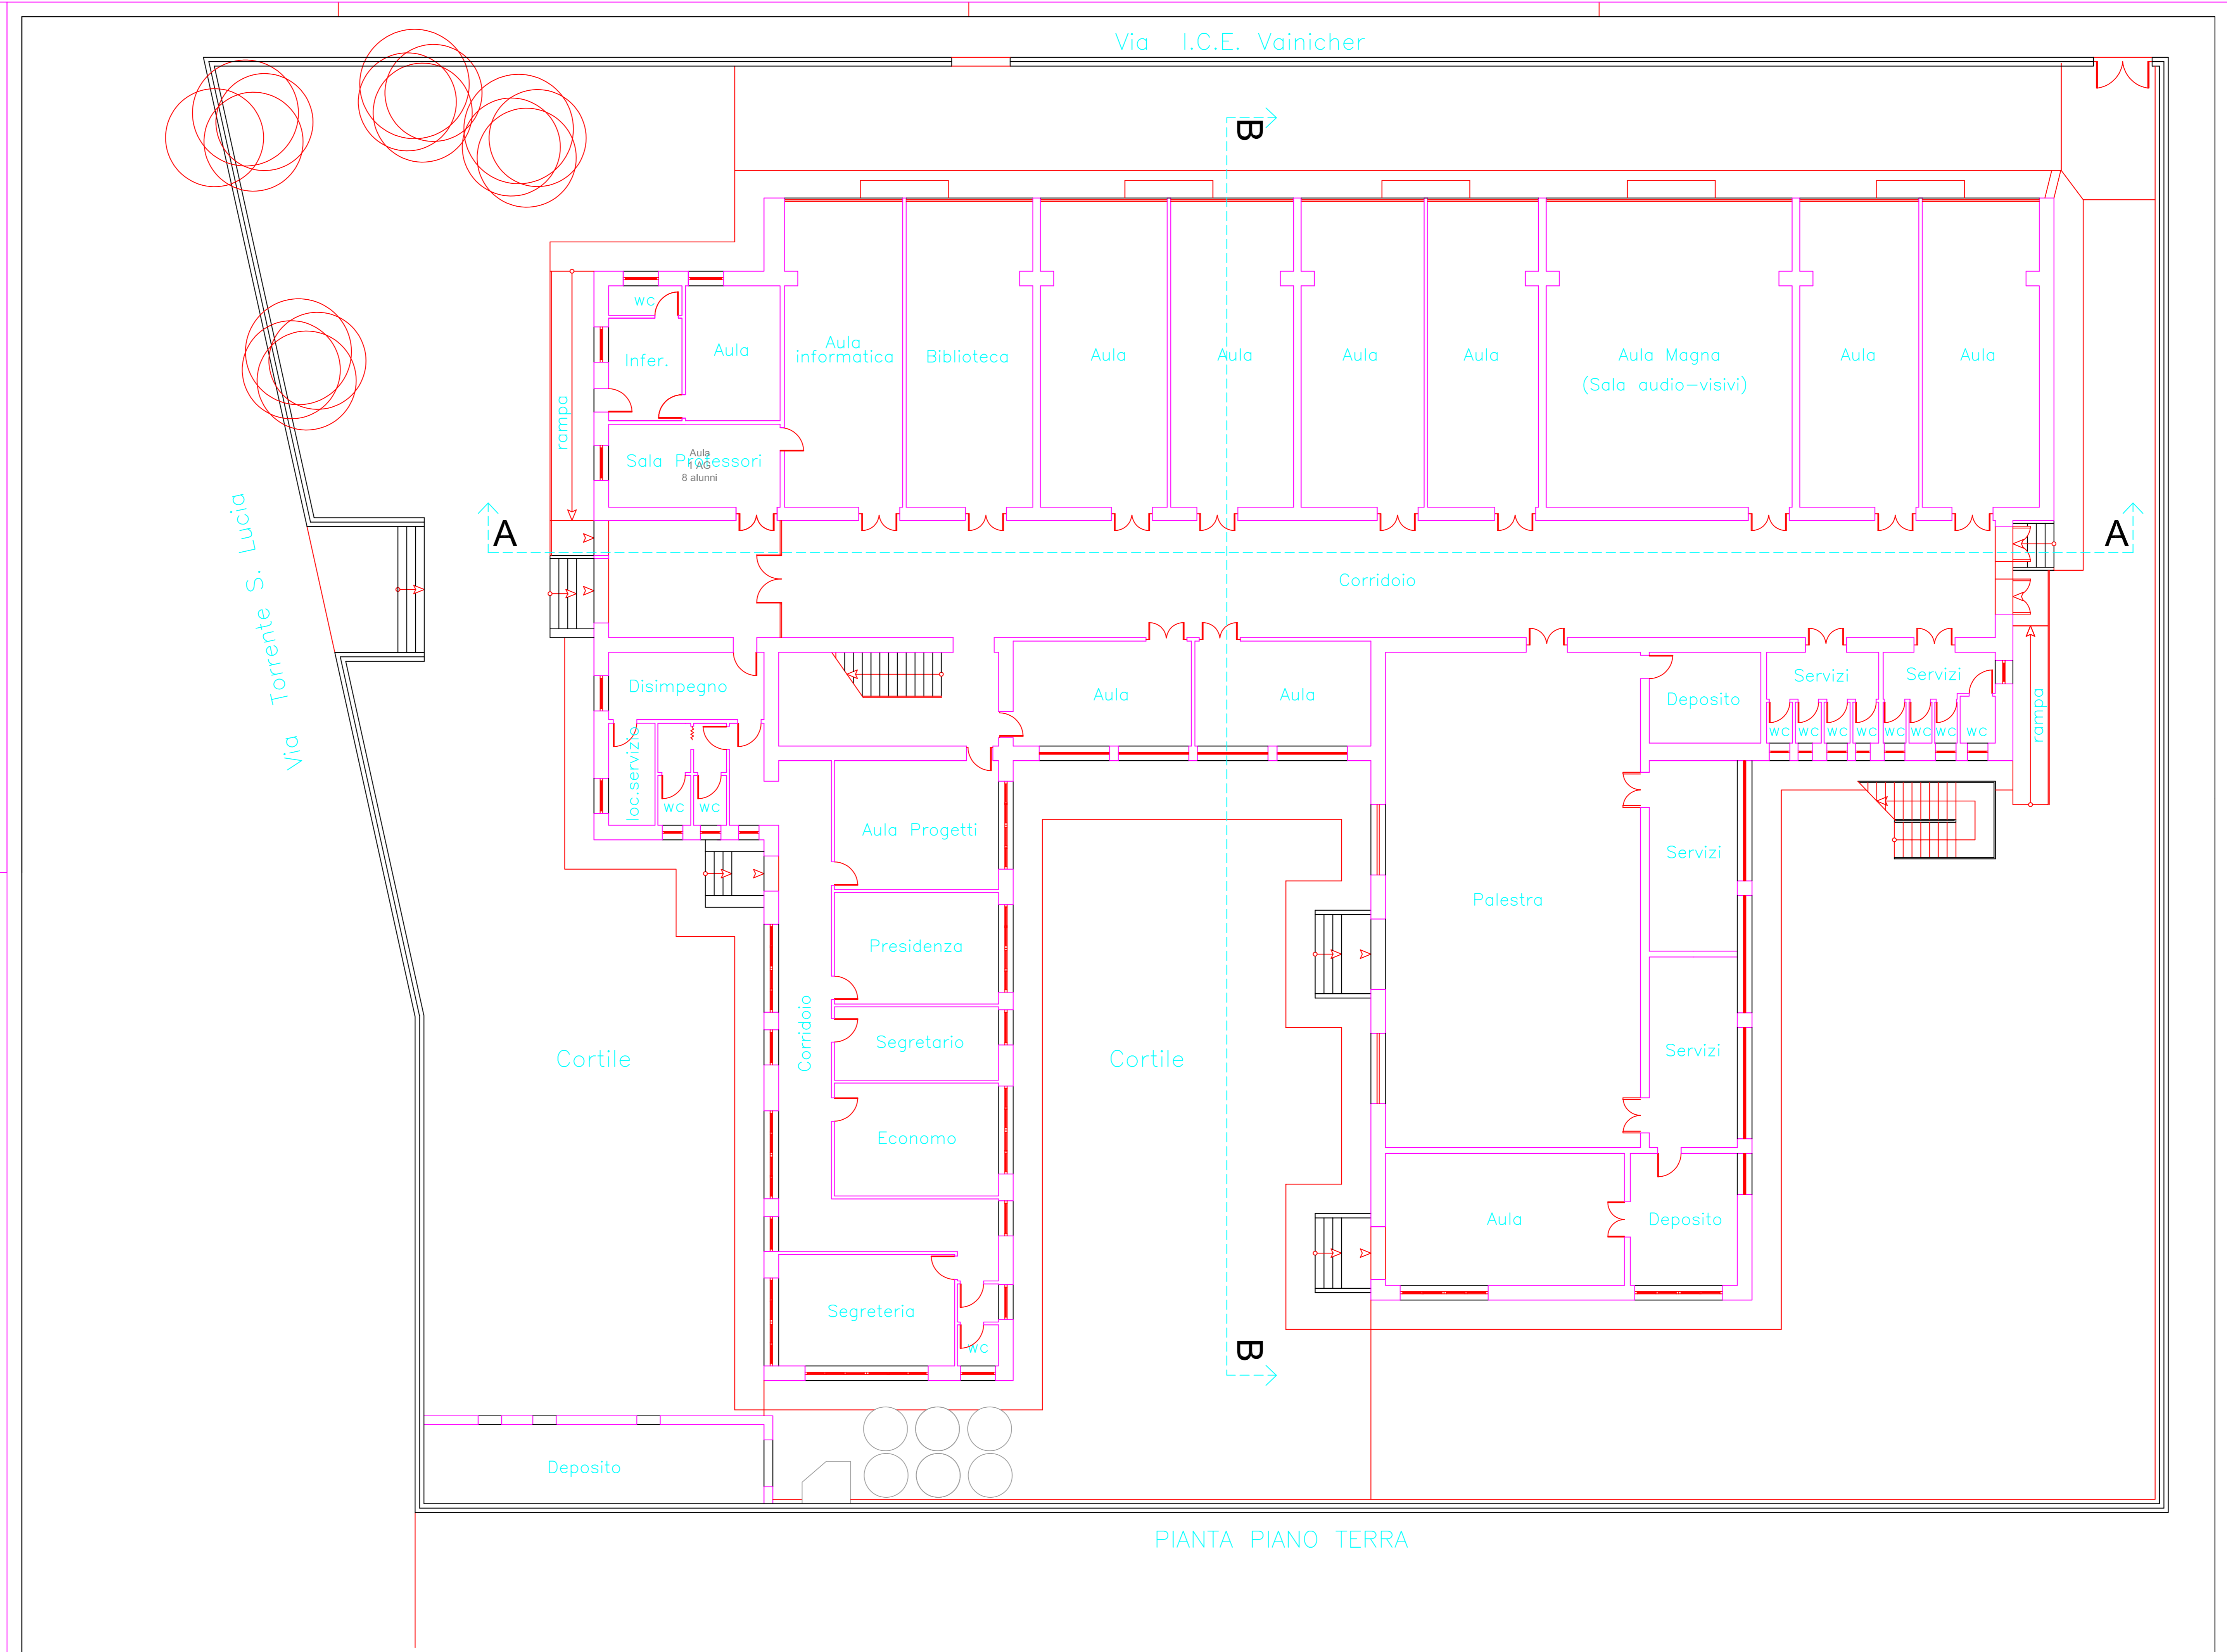 Via I.C.E. Vainicher
B
WC
Infer.
Aula
Aula
informatica
Biblioteca
Aula
Aula
Aula
Aula
Aula Magna
(Sala audio-visivi)
Aula
Aula
rampa
Sala Professori
Aula
1 AG
8 alunni
A
A
Corridoio
Via Torrente S. Lucia
Disimpegno
Aula
Aula
Deposito
Servizi
Servizi
rampa
WC
WC
WC
WC
WC
WC
WC
WC
loc.servizio
WC
WC
Aula Progetti
Servizi
Palestra
Presidenza
Corridoio
Segretario
Servizi
Cortile
Cortile
Economo
Aula
Deposito
Segreteria
WC
B
Deposito
PIANTA PIANO TERRA